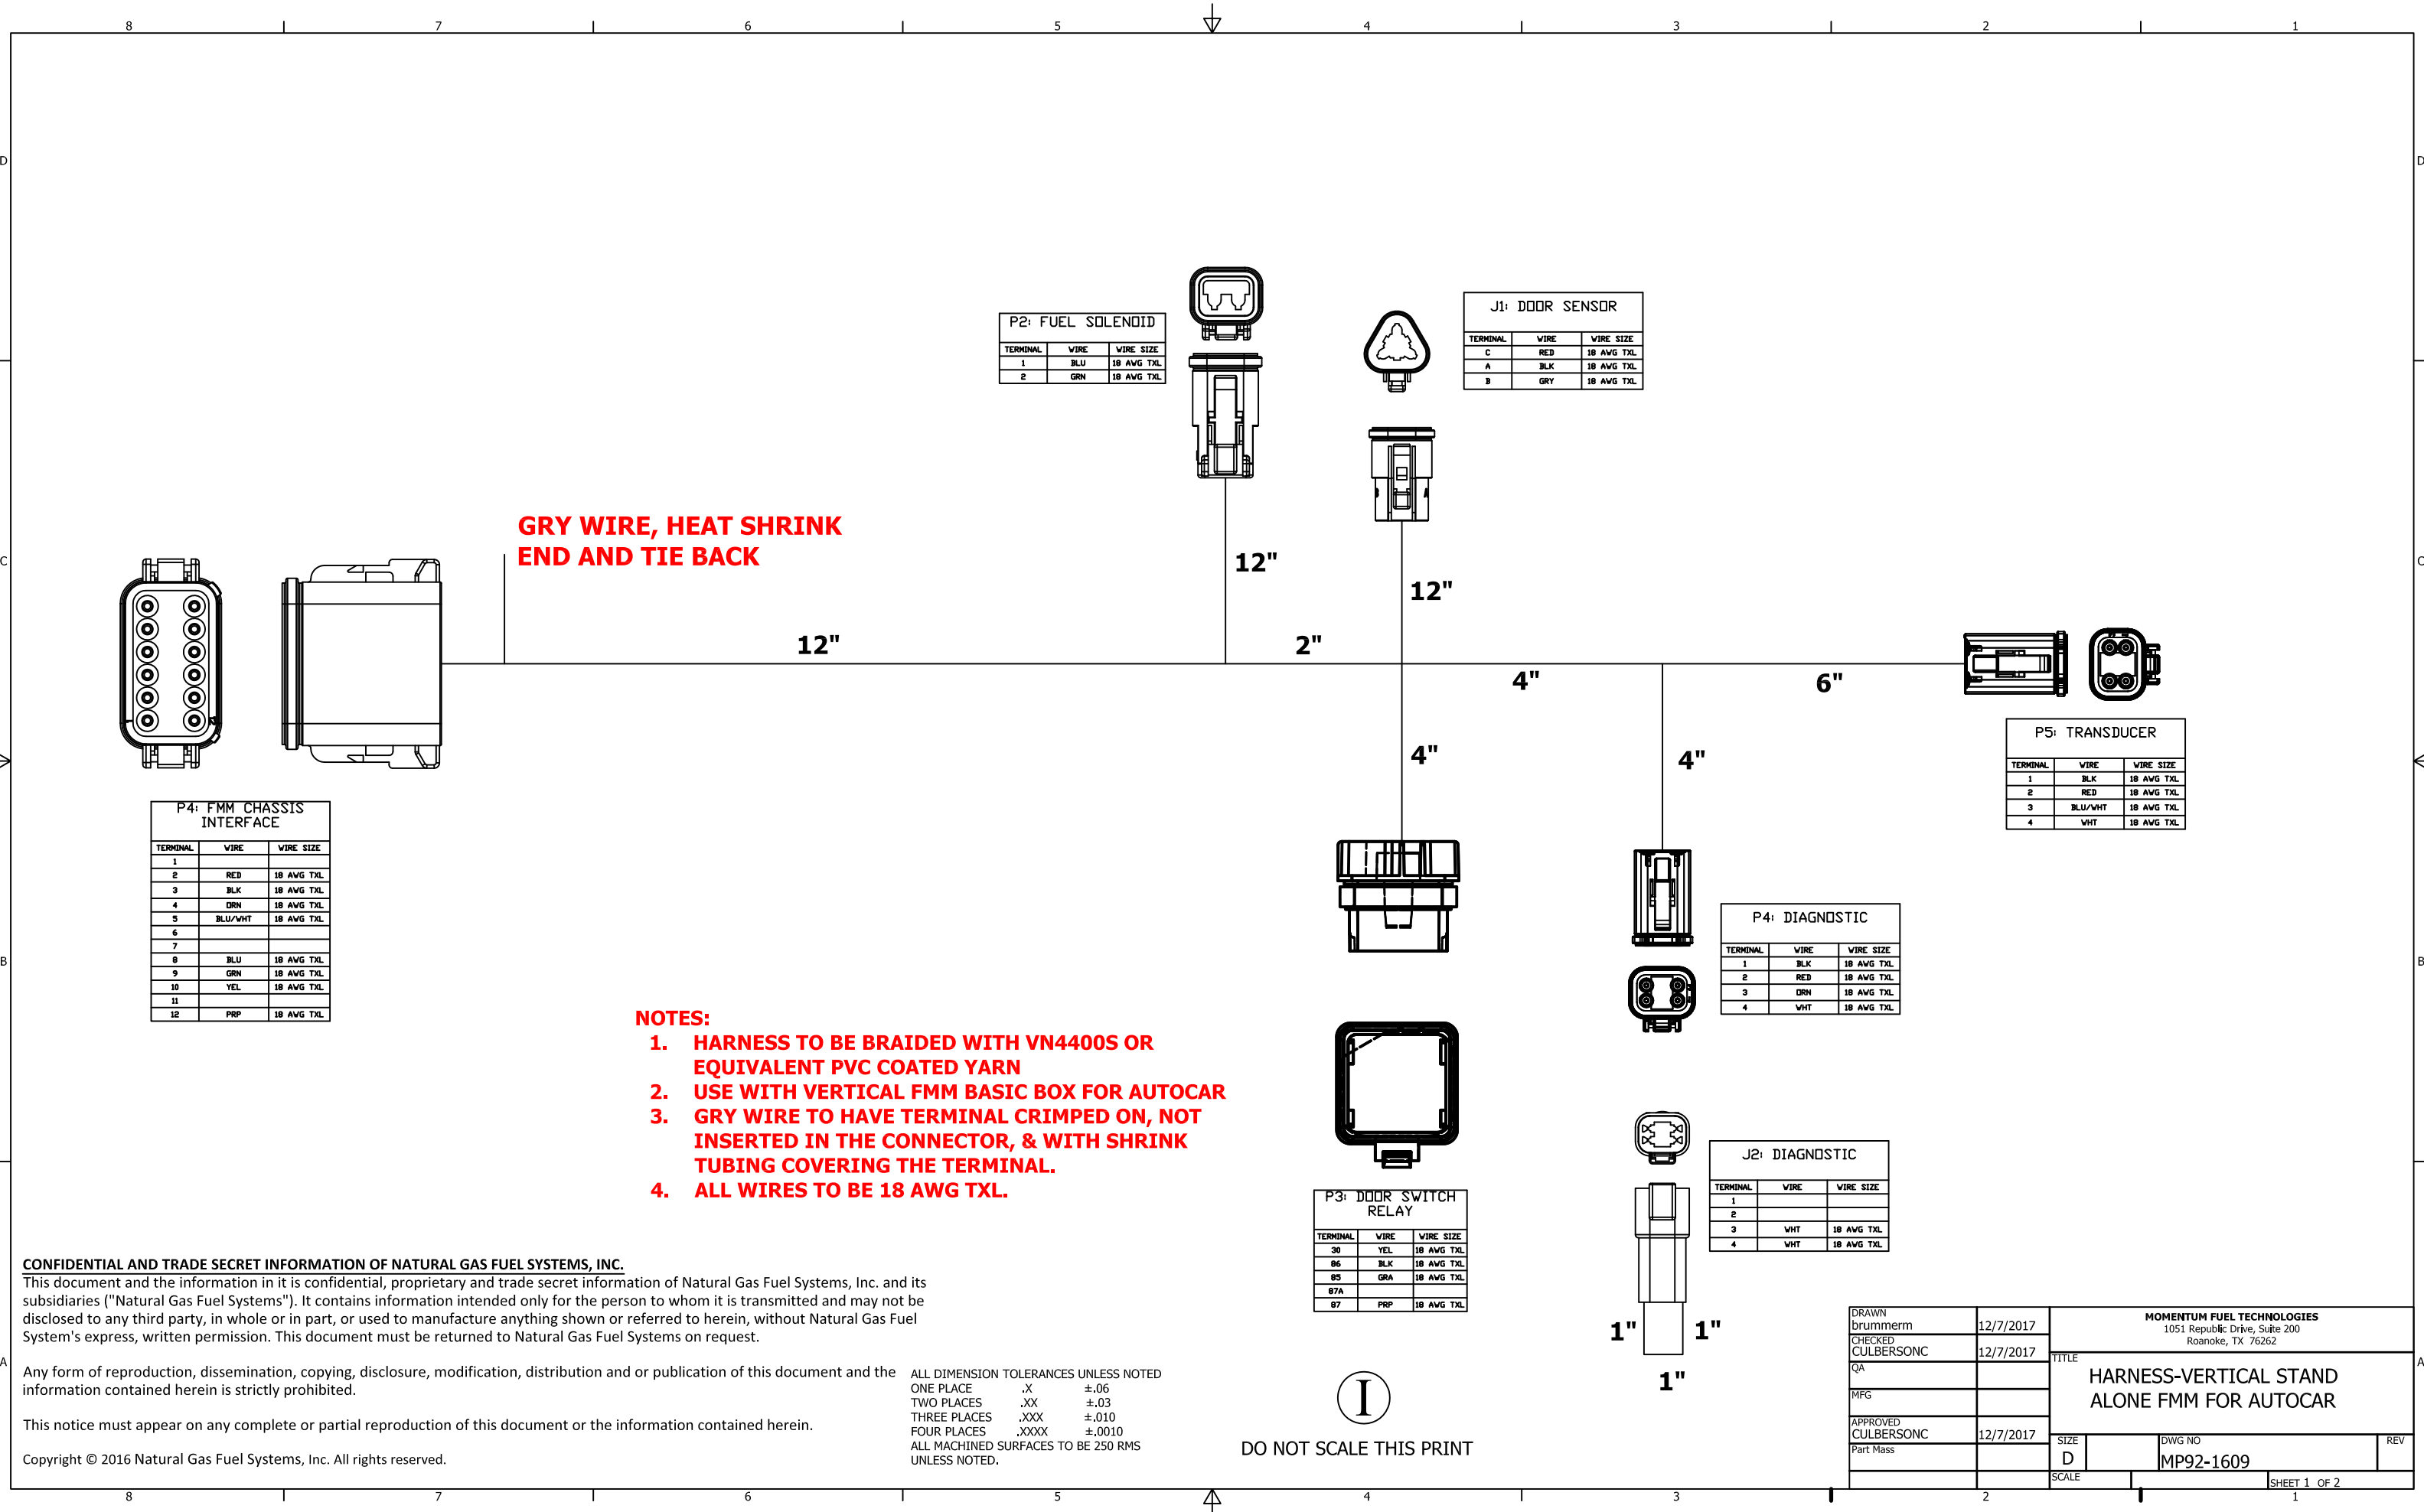 8 7 6 5 4 3 2 1
D D
C C
B B
A A
P2: FUEL SOLENOID
TERMINAL WIRE WIRE SIZE
1 BLU 18 AWG TXL
2 GRN 18 AWG TXL
J1: DOOR SENSOR
TERMINAL WIRE WIRE SIZE
C RED 18 AWG TXL
A BLK 18 AWG TXL
B GRY 18 AWG TXL
B A
GRY WIRE, HEAT SHRINK
END AND TIE BACK
12"
12"
12"
2"
4"
6"
4"
4"
P4: FMM CHASSIS
INTERFACE
TERMINAL WIRE WIRE SIZE
1
2 RED 18 AWG TXL
3 BLK 18 AWG TXL
4 ORN 18 AWG TXL
5 BLU/WHT 18 AWG TXL
6
7
8 BLU 18 AWG TXL
9 GRN 18 AWG TXL
10 YEL 18 AWG TXL
11
12 PRP 18 AWG TXL
P5: TRANSDUCER
TERMINAL WIRE WIRE SIZE
1 BLK 18 AWG TXL
2 RED 18 AWG TXL
3 BLU/WHT 18 AWG TXL
4 WHT 18 AWG TXL
P4: DIAGNOSTIC
TERMINAL WIRE WIRE SIZE
1 BLK 18 AWG TXL
2 RED 18 AWG TXL
3 ORN 18 AWG TXL
4 WHT 18 AWG TXL
NOTES:
1. HARNESS TO BE BRAIDED WITH VN4400S OR
EQUIVALENT PVC COATED YARN
2. USE WITH VERTICAL FMM BASIC BOX FOR AUTOCAR
3. GRY WIRE TO HAVE TERMINAL CRIMPED ON, NOT
INSERTED IN THE CONNECTOR, & WITH SHRINK
TUBING COVERING THE TERMINAL.
4. ALL WIRES TO BE 18 AWG TXL.
J2: DIAGNOSTIC
TERMINAL WIRE WIRE SIZE
1
2
3 WHT 18 AWG TXL
4 WHT 18 AWG TXL
P3: DOOR SWITCH
RELAY
TERMINAL WIRE WIRE SIZE
30 YEL 18 AWG TXL
86 BLK 18 AWG TXL
85 GRA 18 AWG TXL
87A
87 PRP 18 AWG TXL
1" 1"
1"
CONFIDENTIAL AND TRADE SECRET INFORMATION OF NATURAL GAS FUEL SYSTEMS, INC.
This document and the information in it is confidential, proprietary and trade secret information of Natural Gas Fuel Systems, Inc. and its
subsidiaries ("Natural Gas Fuel Systems"). It contains information intended only for the person to whom it is transmitted and may not be
disclosed to any third party, in whole or in part, or used to manufacture anything shown or referred to herein, without Natural Gas Fuel
System's express, written permission. This document must be returned to Natural Gas Fuel Systems on request.
Any form of reproduction, dissemination, copying, disclosure, modification, distribution and or publication of this document and the
information contained herein is strictly prohibited.
This notice must appear on any complete or partial reproduction of this document or the information contained herein.
Copyright © 2016 Natural Gas Fuel Systems, Inc. All rights reserved.
ALL DIMENSION TOLERANCES UNLESS NOTED
ONE PLACE .X ±.06
TWO PLACES .XX ±.03
THREE PLACES .XXX ±.010
FOUR PLACES .XXXX ±.0010
ALL MACHINED SURFACES TO BE 250 RMS
UNLESS NOTED.
I
DO NOT SCALE THIS PRINT
DRAWN
brummerm 12/7/2017
CHECKED
CULBERSONC 12/7/2017
QA
MFG
APPROVED
CULBERSONC 12/7/2017
Part Mass
MOMENTUM FUEL TECHNOLOGIES
1051 Republic Drive, Suite 200
Roanoke, TX 76262
TITLE
HARNESS-VERTICAL STAND
ALONE FMM FOR AUTOCAR
SIZE
D
DWG NO
MP92-1609
REV
SCALE
SHEET 1 OF 2
8 7 6 5 4 3 2 1